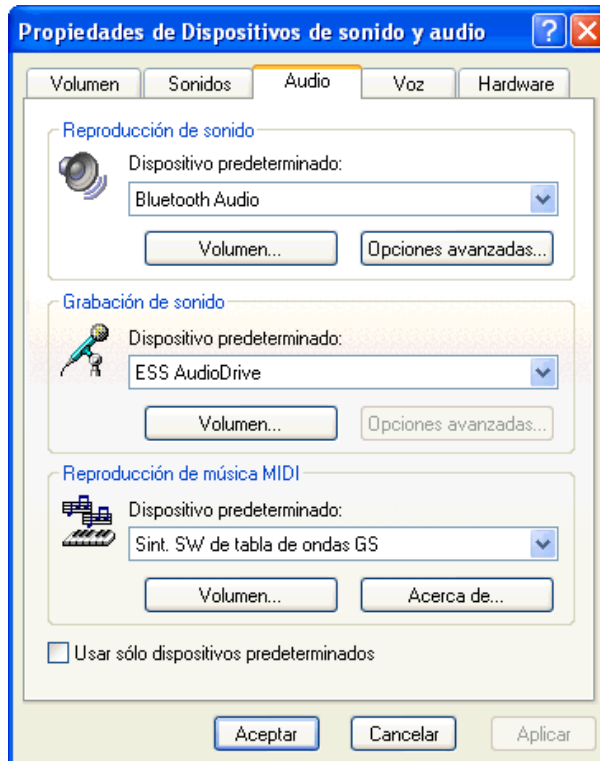 Propiedades de Dispositivos de sonido y audio
Volumen Sonidos Audio Voz Hardware
Reproducción de sonido
Dispositivo predeterminado:
Bluetooth Audio
Volumen... Opciones avanzadas...
Grabación de sonido
Dispositivo predeterminado:
ESS AudioDrive
Volumen... Opciones avanzadas...
Reproducción de música MIDI
Dispositivo predeterminado:
Sint. SW de tabla de ondas GS
Volumen... Acerca de...
Usar sólo dispositivos predeterminados
Aceptar Cancelar Aplicar